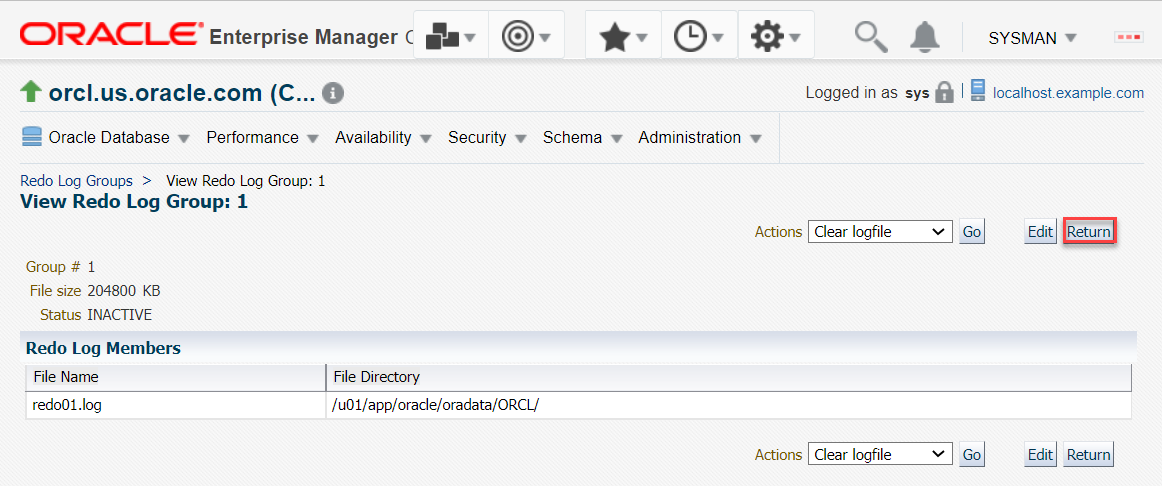 ORACLE® Enterprise Manager C SYSMAN
orcl.us.oracle.com (C... i Logged in as sys localhost.example.com
Oracle Database Performance Availability Security Schema Administration
Redo Log Groups > View Redo Log Group: 1
View Redo Log Group: 1
Actions Clear logfile Go Edit Return
Group # 1
File size 204800 KB
Status INACTIVE
Redo Log Members
File Name File Directory
redo01.log /u01/app/oracle/oradata/ORCL/
Actions Clear logfile Go Edit Return